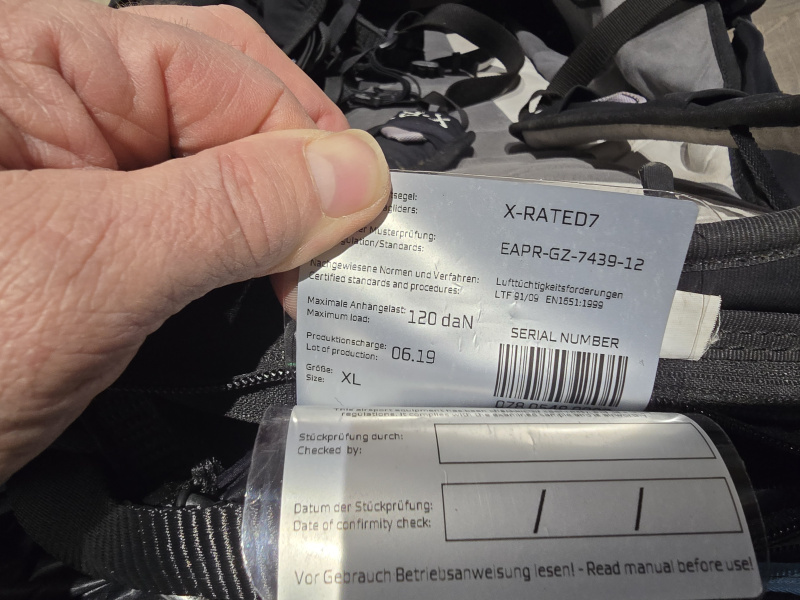 X-RATED7
Musterprüfung:
EAPR-GZ-7439-12
Nachgewiesene Normen und Verfahren:
Certified standards and procedures:
Lufttüchtigkeitsforderungen
LTF 91/09 EN1651:1999
Maximale Anhängelast:
Maximum load:
120 daN
SERIAL NUMBER
Produktionscharge:
Lot of production:
06.19
Größe:
Size:
XL
Stückprüfung durch:
Checked by:
Datum der Stückprüfung:
Date of confirmity check:
/ /
Vor Gebrauch Betriebsanweisung lesen! - Read manual before use!